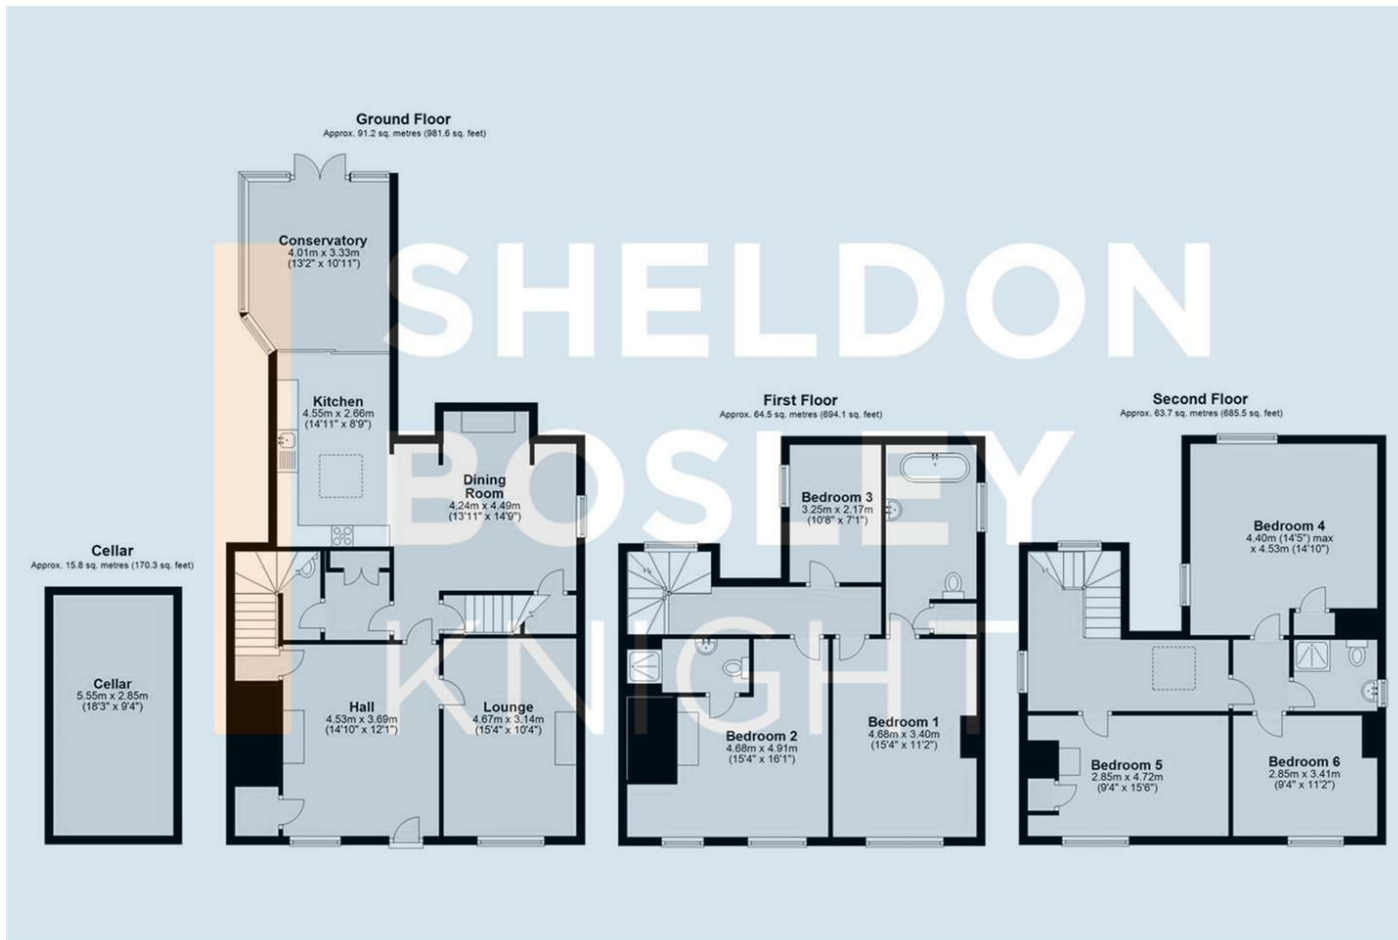 Ground Floor
Approx. 91.2 sq. metres (981.6 sq. feet)
Conservatory
4.01m x 3.33m
(13'2" x 10'11")
Kitchen
4.55m x 2.66m
(14'11" x 8'9")
Dining
Room
4.24m x 4.49m
(13'11" x 14'9")
Hall
4.53m x 3.69m
(14'10" x 12'1")
Lounge
4.67m x 3.14m
(15'4" x 10'4")
Cellar
Approx. 15.8 sq. metres (170.3 sq. feet)
Cellar
5.55m x 2.85m
(18'3" x 9'4")
First Floor
Approx. 64.5 sq. metres (694.1 sq. feet)
Bedroom 3
3.25m x 2.17m
(10'8" x 7'1")
Bedroom 2
4.68m x 4.91m
(15'4" x 16'1")
Bedroom 1
4.68m x 3.40m
(15'4" x 11'2")
Second Floor
Approx. 63.7 sq. metres (685.5 sq. feet)
Bedroom 4
4.40m (14'5") max
x 4.53m (14'10")
Bedroom 5
2.85m x 4.72m
(9'4" x 15'6")
Bedroom 6
2.85m x 3.41m
(9'4" x 11'2")
SHELDON
BOSLEY
KNIGHT